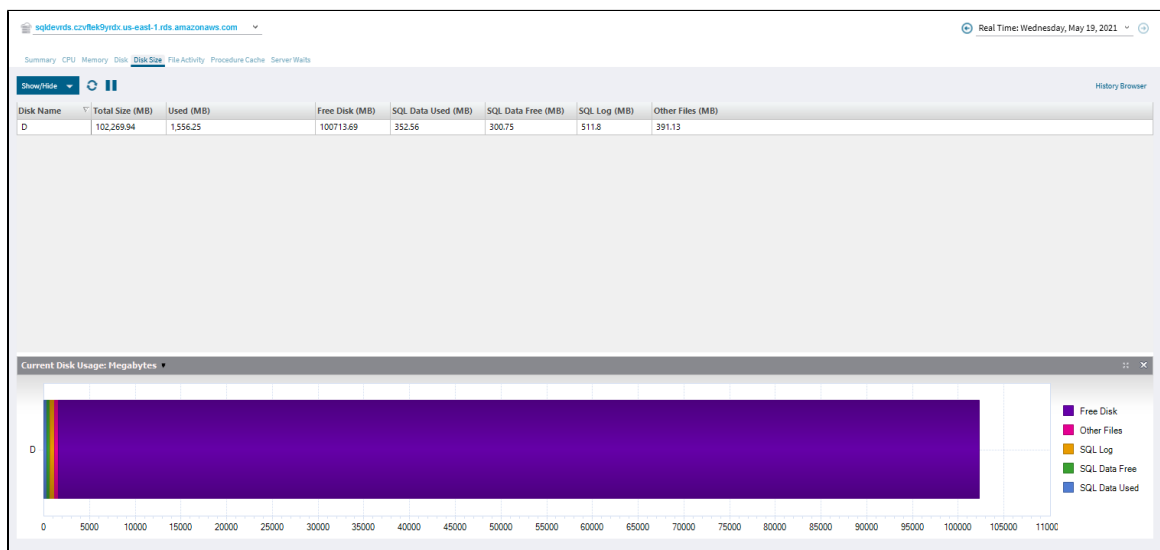 sqldevrds.czvflek9yrdx.us-east-1.rds.amazonaws.com
Real Time: Wednesday, May 19, 2021
Summary CPU Memory Disk Disk Size File Activity Procedure Cache Server Waits
Show/Hide
History Browser
Disk Name Total Size (MB) Used (MB) Free Disk (MB) SQL Data Used (MB) SQL Data Free (MB) SQL Log (MB) Other Files (MB)
D 102,269.94 1,556.25 100713.69 352.56 300.75 511.8 391.13
Current Disk Usage: Megabytes
Free Disk
Other Files
D
SQL Log
SQL Data Free
SQL Data Used
0 5000 10000 15000 20000 25000 30000 35000 40000 45000 50000 55000 60000 65000 70000 75000 80000 85000 90000 95000 100000 105000 11000